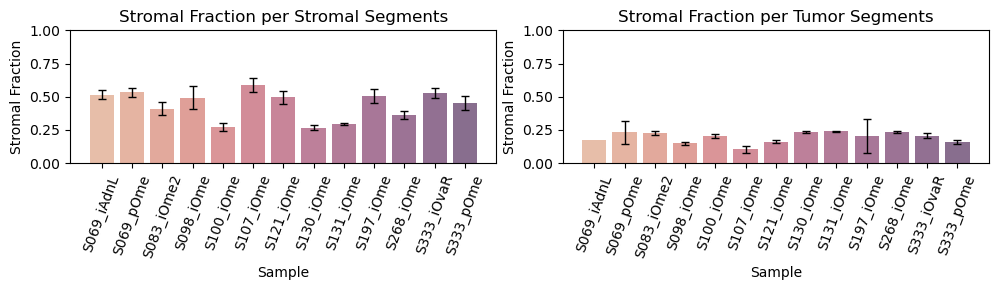 Stromal Fraction per Stromal Segments
Stromal Fraction
1.00
0.75
0.50
0.25
0.00
S069_iAdnL
S069_pOme
S083_iOme2
S098_iOme
S100_iOme
S107_iOme
S121_iOme
S130_iOme
S131_iOme
S197_iOme
S268_iOme
S333_iOvaR
S333_pOme
Sample
Stromal Fraction per Tumor Segments
Stromal Fraction
1.00
0.75
0.50
0.25
0.00
S069_iAdnL
S069_pOme
S083_iOme2
S098_iOme
S100_iOme
S107_iOme
S121_iOme
S130_iOme
S131_iOme
S197_iOme
S268_iOme
S333_iOvaR
S333_pOme
Sample